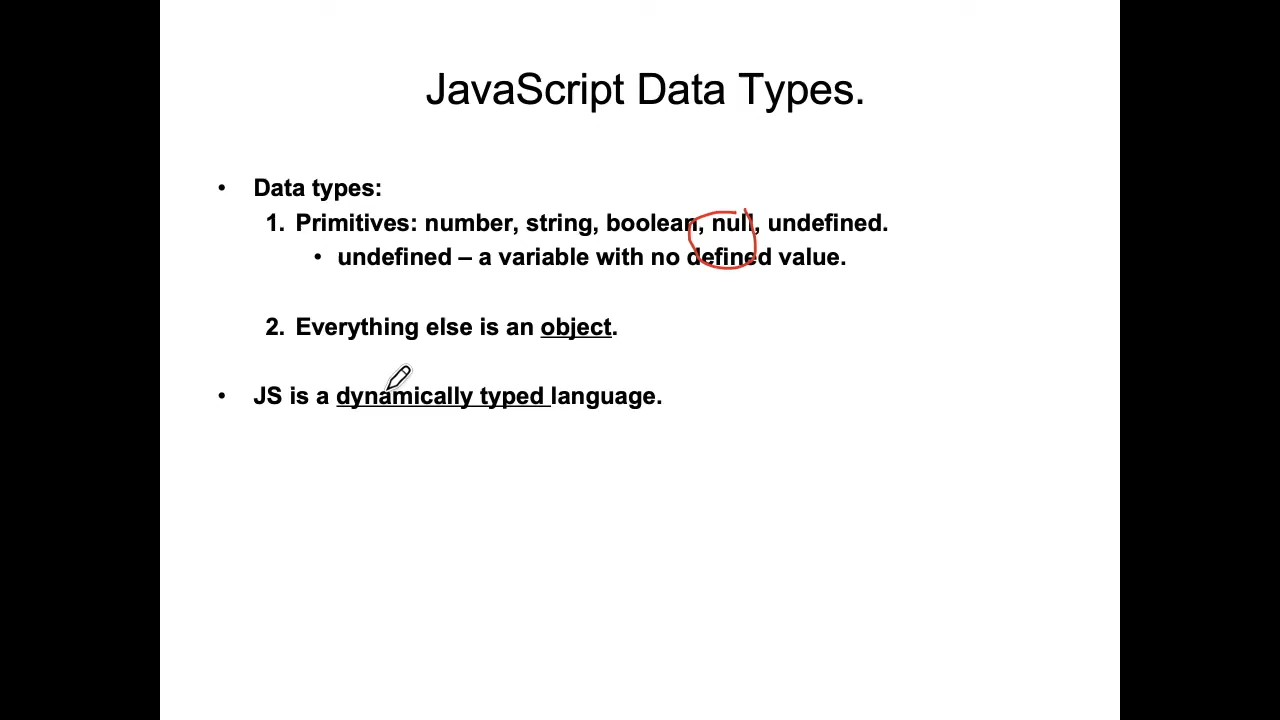 JavaScript Data Types.
• Data types:
1. Primitives: number, string, boolean, null, undefined.
• undefined – a variable with no defined value.
2. Everything else is an object.
• JS is a dynamically typed language.